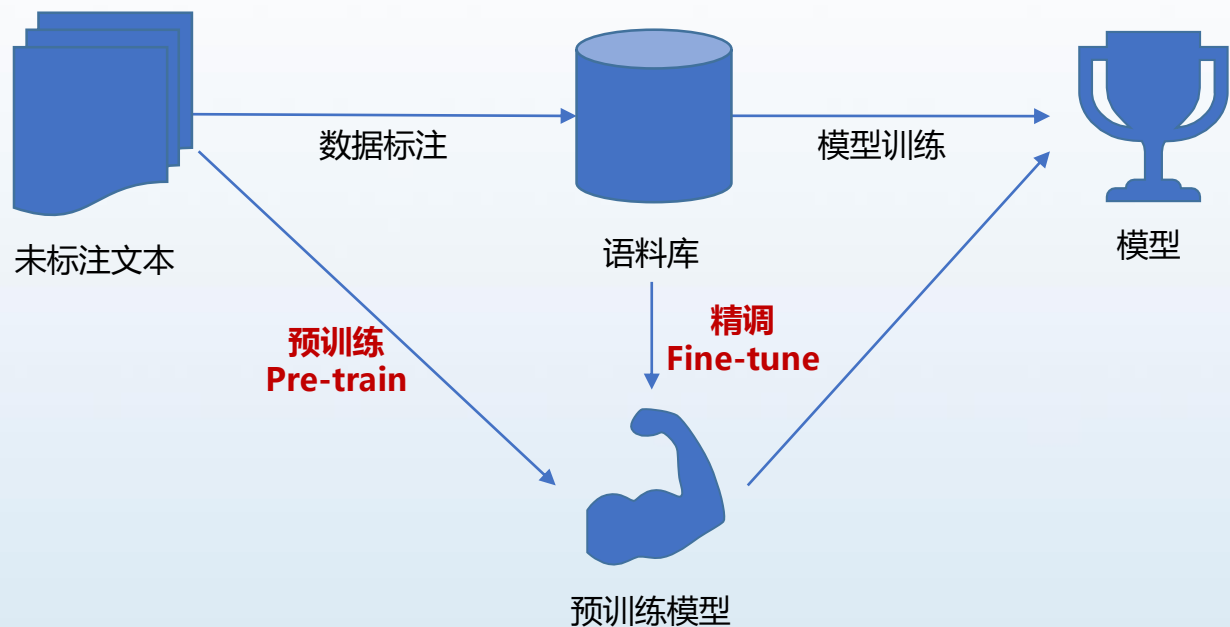 数据标注
模型训练
未标注文本
语料库
模型
预训练
Pre-train
精调
Fine-tune
预训练模型